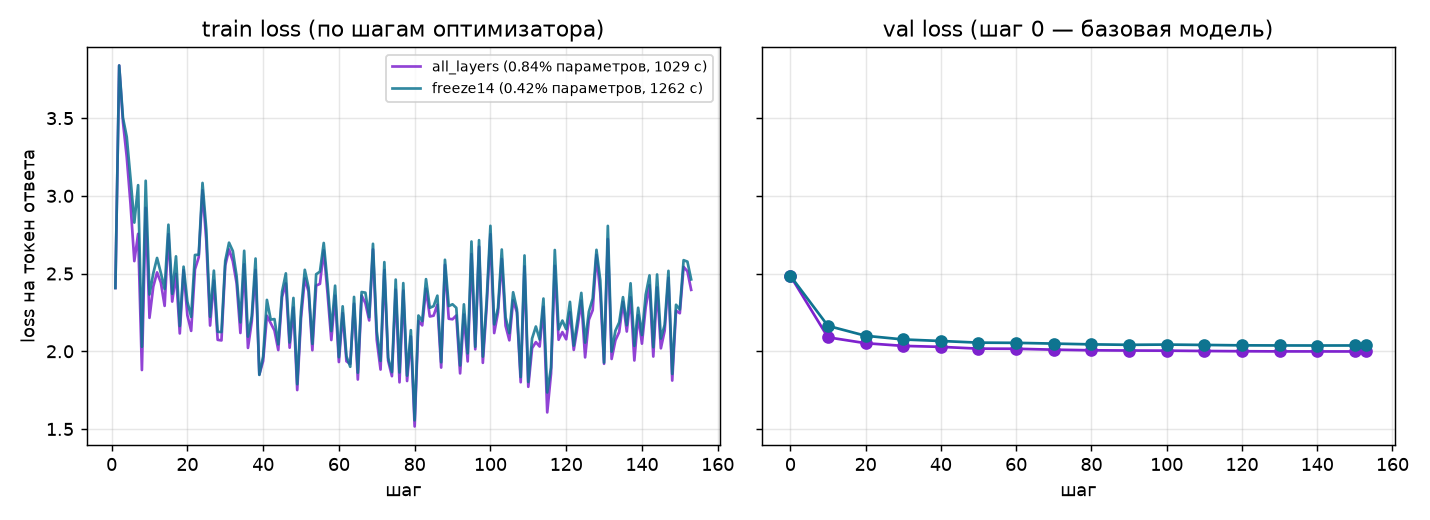 train loss (по шагам оптимизатора)
val loss (шаг 0 — базовая модель)
all_layers (0.84% параметров, 1029 с)
freeze14 (0.42% параметров, 1262 с)
loss на токен ответа
3.5
3.0
2.5
2.0
1.5
0 20 40 60 80 100 120 140 160
0 20 40 60 80 100 120 140 160
шаг
шаг